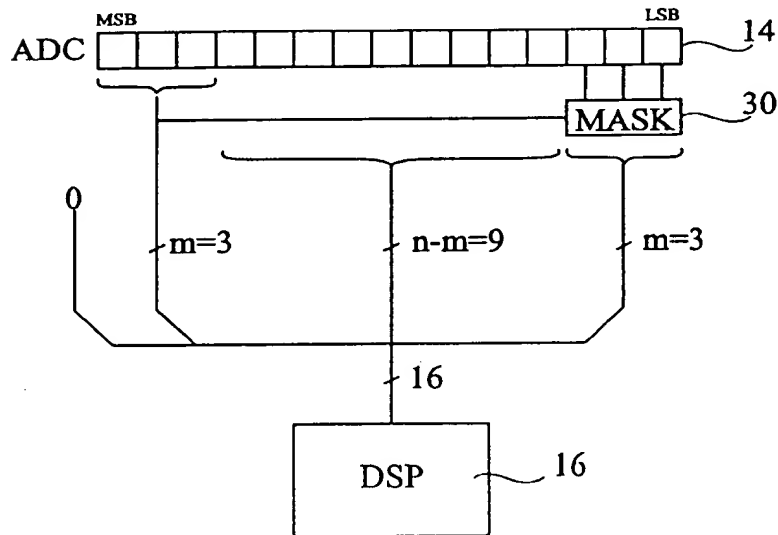 MSB LSB
ADC 14
MASK 30
0
m=3 n-m=9 m=3
16
DSP 16